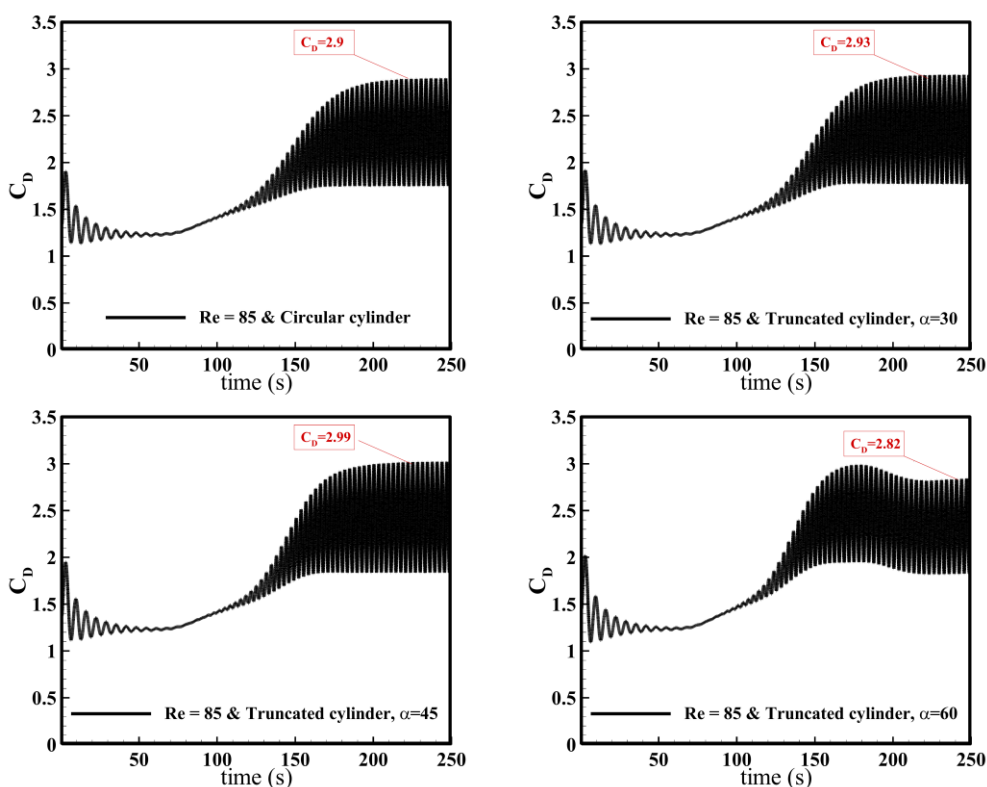 3.5
3
2.5
2
1.5
1
0.5
0
C_D
C_D=2.9
Re = 85 & Circular cylinder
50 100 150 200 250
time (s)
3.5
3
2.5
2
1.5
1
0.5
0
C_D
C_D=2.93
Re = 85 & Truncated cylinder, α=30
50 100 150 200 250
time (s)
3.5
3
2.5
2
1.5
1
0.5
0
C_D
C_D=2.99
Re = 85 & Truncated cylinder, α=45
50 100 150 200 250
time (s)
3.5
3
2.5
2
1.5
1
0.5
0
C_D
C_D=2.82
Re = 85 & Truncated cylinder, α=60
50 100 150 200 250
time (s)